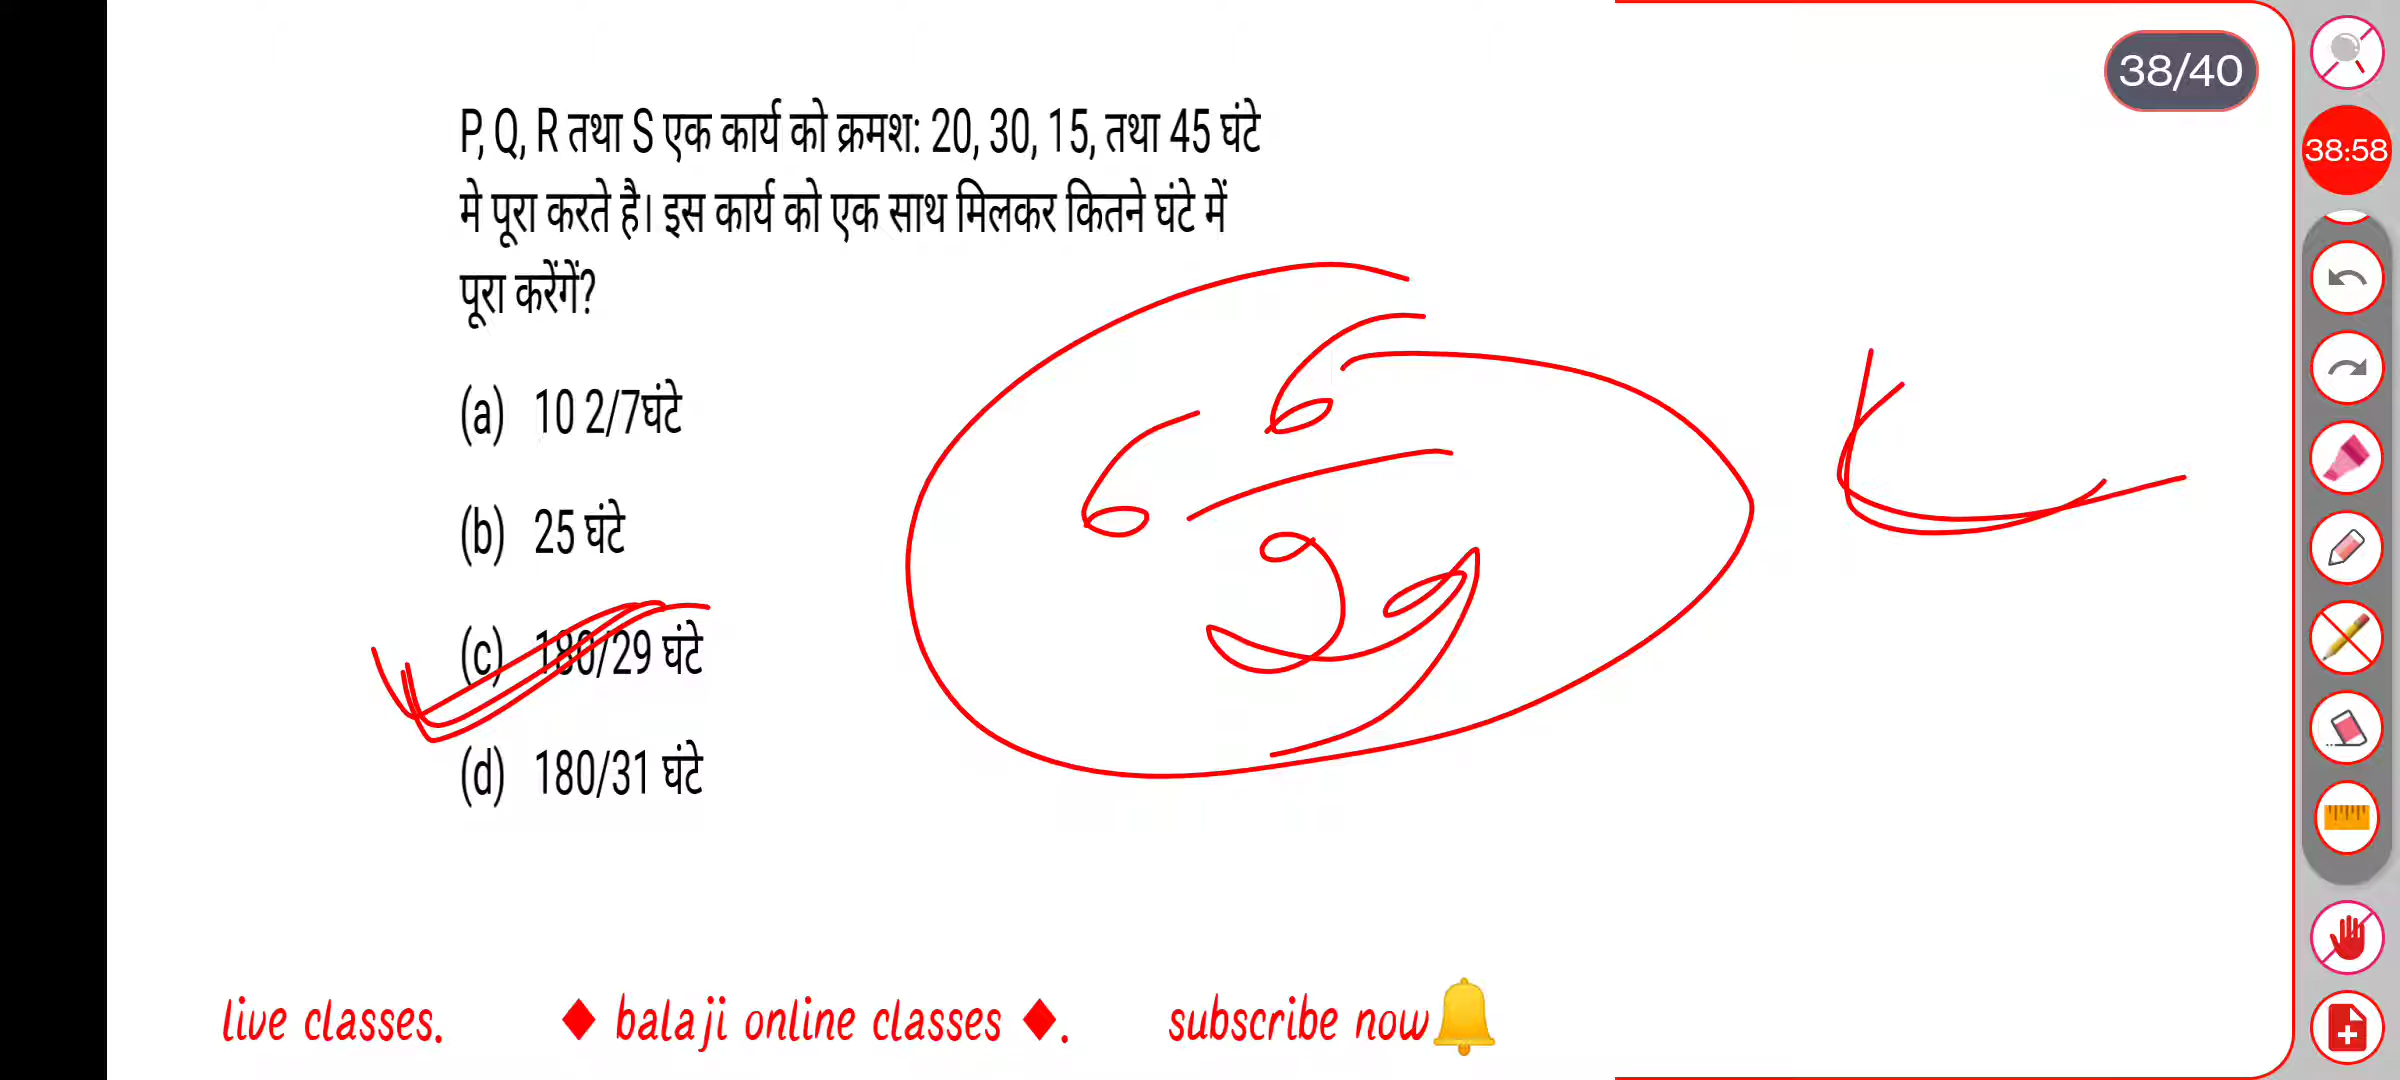 38/40
38:58
P, Q, R तथा S एक कार्य को क्रमश: 20, 30, 15, तथा 45 घंटे
मे पूरा करते है। इस कार्य को एक साथ मिलकर कितने घंटे में
पूरा करेंगें?
(a) 10 2/7घंटे
(b) 25 घंटे
(c) 180/29 घंटे
(d) 180/31 घंटे
live classes. ♦ balaji online classes ♦. subscribe now🔔